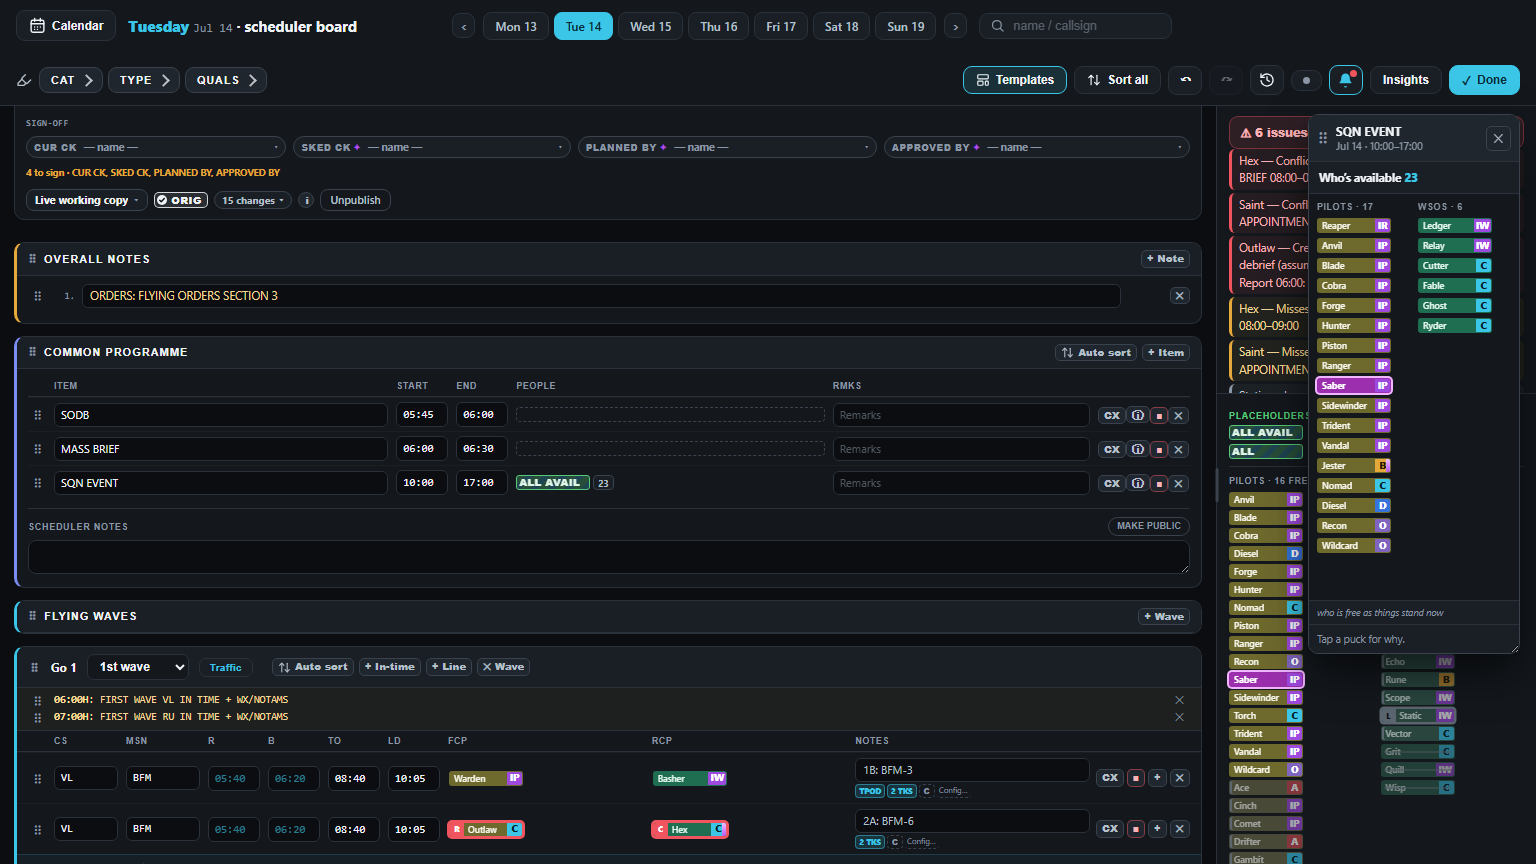 Calendar
Tuesday Jul 14 · scheduler board
‹ Mon 13 Tue 14 Wed 15 Thu 16 Fri 17 Sat 18 Sun 19 ›
name / callsign
CAT TYPE QUALS
Templates Sort all Insights ✓ Done
SIGN-OFF
CUR CK — name —
SKED CK ✦ — name —
PLANNED BY ✦ — name —
APPROVED BY ✦ — name —
4 to sign · CUR CK, SKED CK, PLANNED BY, APPROVED BY
Live working copy ORIG 15 changes i Unpublish
OVERALL NOTES
+ Note
1. ORDERS: FLYING ORDERS SECTION 3
COMMON PROGRAMME
Auto sort + Item
ITEM START END PEOPLE RMKS
SODB 05:45 06:00 Remarks CX
MASS BRIEF 06:00 06:30 Remarks CX
SQN EVENT 10:00 17:00 ALL AVAIL 23 Remarks CX
SCHEDULER NOTES
MAKE PUBLIC
FLYING WAVES
+ Wave
Go 1 1st wave Traffic Auto sort + In-time + Line ✕ Wave
06:00H: FIRST WAVE VL IN TIME + WX/NOTAMS
07:00H: FIRST WAVE RU IN TIME + WX/NOTAMS
CS MSN R B TO LD FCP RCP NOTES
VL BFM 05:40 06:20 08:40 10:05 Warden IP Basher IW 1B: BFM-3 CX
TPOD 2 TKS C Config...
VL BFM 05:40 06:20 08:40 10:05 R Outlaw C C Hex C 2A: BFM-6 CX
2 TKS C Config...
⚠ 6 issues
Hex — Conflic
BRIEF 08:00–0
Saint — Confl
APPOINTMEN
Outlaw — Cre
debrief (assun
Report 06:00:
Hex — Misses
08:00–09:00
Saint — Misse
APPOINTMEN
PLACEHOLDERS
ALL AVAIL
ALL
PILOTS · 16 FRE
Anvil IP
Blade IP
Cobra IP
Diesel D
Forge IP
Hunter IP
Nomad C
Piston IP
Ranger IP
Recon O
Saber IP
Sidewinder IP
Torch C
Trident IP
Vandal IP
Wildcard O
Ace A
Cinch IP
Comet IP
Drifter A
Gambit C
Echo IW
Rune B
Scope IW
L Static IW
Vector C
Grit C
Quill IW
Wisp C
SQN EVENT
Jul 14 · 10:00–17:00
Who's available 23
PILOTS · 17
Reaper IR
Anvil IP
Blade IP
Cobra IP
Forge IP
Hunter IP
Piston IP
Ranger IP
Saber IP
Sidewinder IP
Trident IP
Vandal IP
Jester B
Nomad C
Diesel D
Recon O
Wildcard O
WSOS · 6
Ledger IW
Relay IW
Cutter C
Fable C
Ghost C
Ryder C
who is free as things stand now
Tap a puck for why.